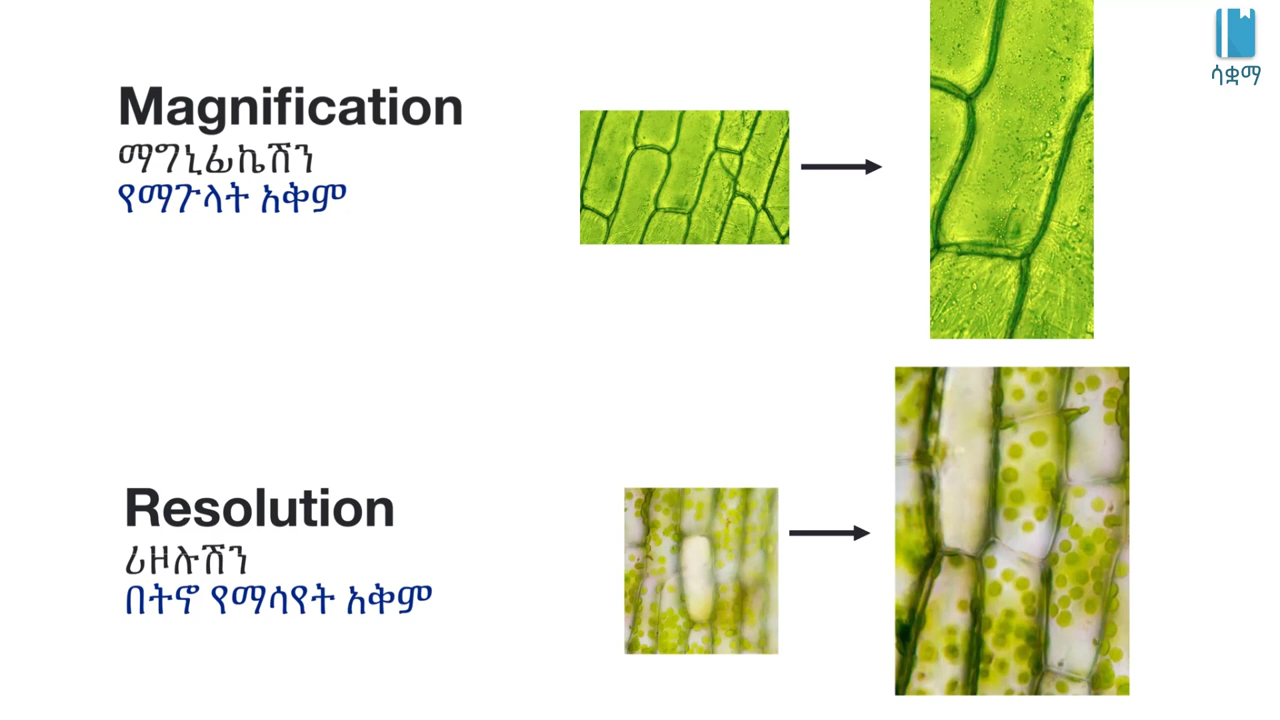 Magnification
ማግኒፊኬሽን
የማጉላት አቅም
Resolution
ሪዞሉሽን
በትኖ የማሳየት አቅም
ሳቋማ